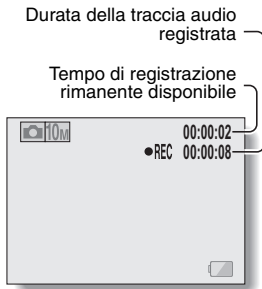 Durata della traccia audio
registrata
Tempo di registrazione
rimanente disponibile
10M 00:00:02
●REC 00:00:08